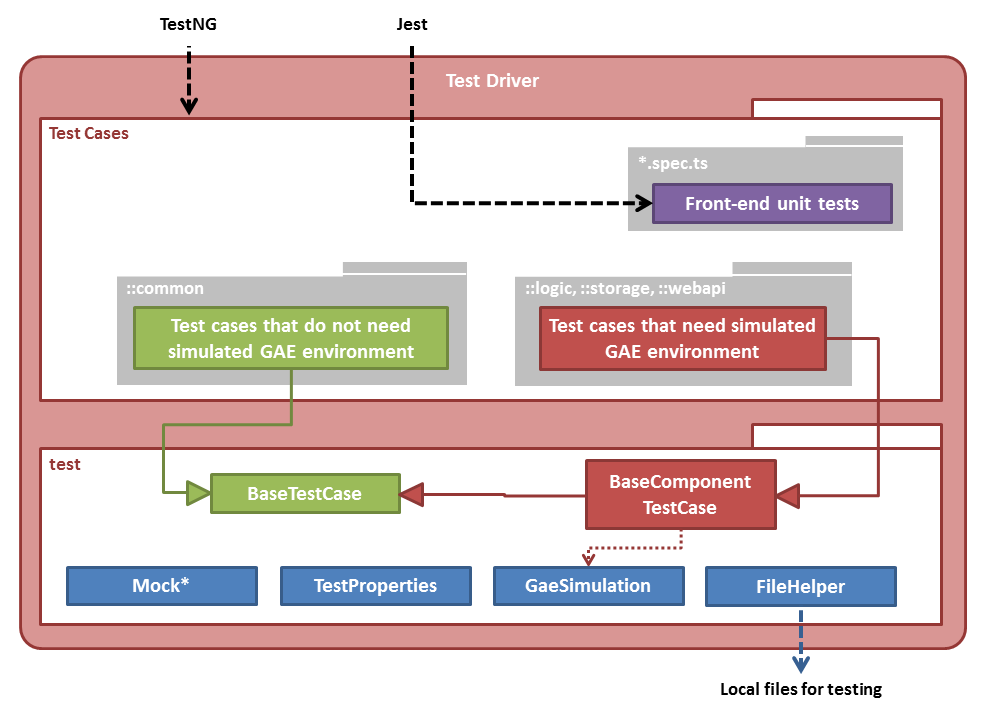 TestNG
Jest
Test Driver
Test Cases
*.spec.ts
Front-end unit tests
::common
Test cases that do not need
simulated GAE environment
::logic, ::storage, ::webapi
Test cases that need simulated
GAE environment
test
BaseTestCase
BaseComponent
TestCase
Mock*
TestProperties
GaeSimulation
FileHelper
Local files for testing